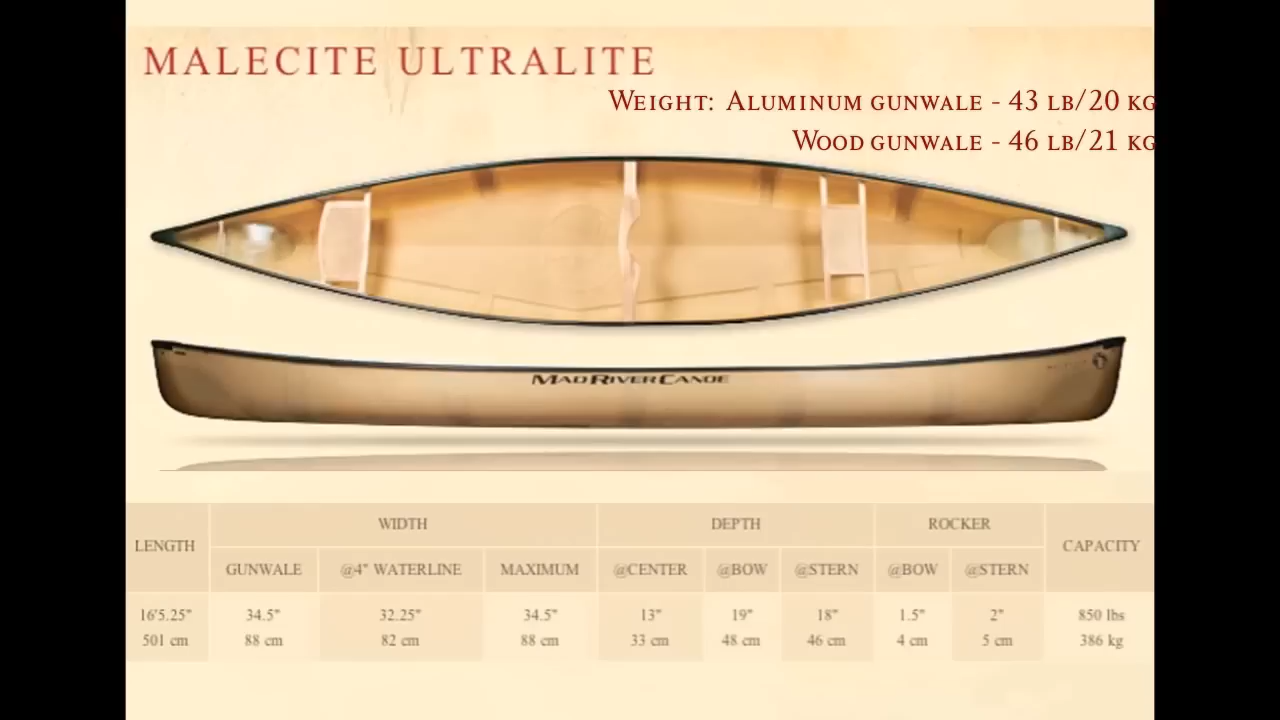 MALECITE ULTRALITE
WEIGHT: ALUMINUM GUNWALE - 43 LB/20 KG
WOOD GUNWALE - 46 LB/21 KG
MAD RIVER CANOE
LENGTH WIDTH DEPTH ROCKER CAPACITY
GUNWALE @4" WATERLINE MAXIMUM @CENTER @BOW @STERN @BOW @STERN
16'5.25" 34.5" 32.25" 34.5" 13" 19" 18" 1.5" 2" 850 lbs
501 cm 88 cm 82 cm 88 cm 33 cm 48 cm 46 cm 4 cm 5 cm 386 kg